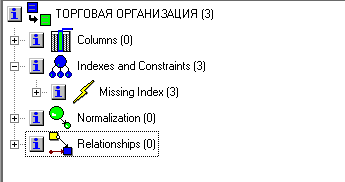 ТОРГОВАЯ ОРГАНИЗАЦИЯ (3)
Columns (0)
Indexes and Constraints (3)
Missing Index (3)
Normalization (0)
Relationships (0)